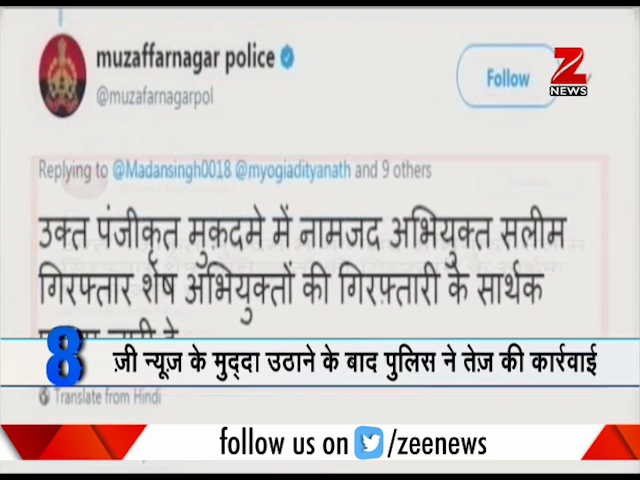 muzaffarnagar police
@muzafarnagarpol
Follow
Z
NEWS
Replying to @Madansingh0018 @myogiadityanath and 9 others
उक्त पंजीकृत मुक़दमे में नामजद अभियुक्त सलीम
गिरफ्तार शेष अभियुक्तों की गिरफ़्तारी के सार्थक
8
ज़ी न्यूज़ के मुद्दा उठाने के बाद पुलिस ने तेज की कार्रवाई
Translate from Hindi
follow us on /zeenews